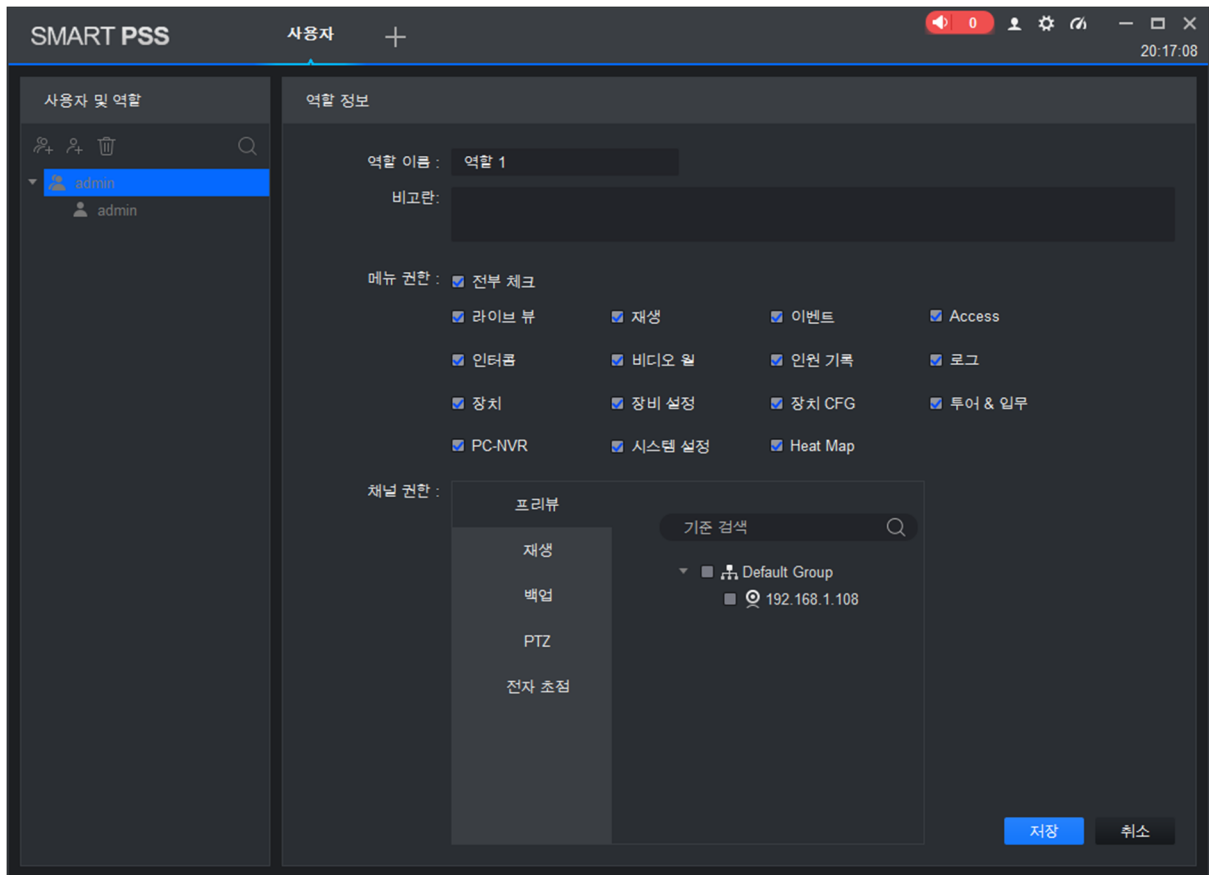 SMART PSS 사용자 0
20:17:08
사용자 및 역할
admin
admin
역할 정보
역할 이름 : 역할 1
비고란:
메뉴 권한 : 전부 체크
라이브 뷰 재생 이벤트 Access
인터콤 비디오 월 인원 기록 로그
장치 장비 설정 장치 CFG 투어 & 입무
PC-NVR 시스템 설정 Heat Map
채널 권한 :
프리뷰
재생
백업
PTZ
전자 초점
기준 검색
Default Group
192.168.1.108
저장 취소